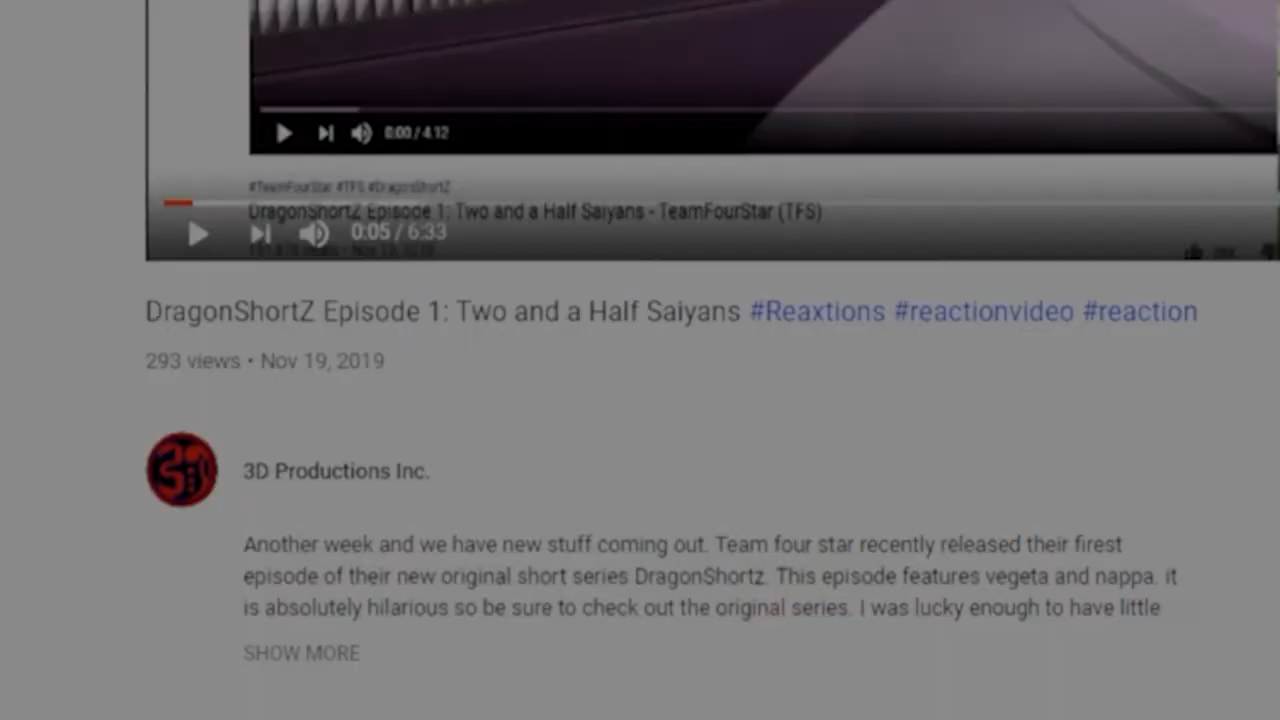 0:00 / 4:12
#TeamFourStar #TFS #DragonShortZ
DragonShortZ Episode 1: Two and a Half Saiyans - TeamFourStar (TFS)
0:05 / 6:33
DragonShortZ Episode 1: Two and a Half Saiyans #Reaxtions #reactionvideo #reaction
293 views • Nov 19, 2019
3D Productions Inc.
Another week and we have new stuff coming out. Team four star recently released their firest
episode of their new original short series DragonShortz. This episode features vegeta and nappa. it
is absolutely hilarious so be sure to check out the original series. I was lucky enough to have little
SHOW MORE